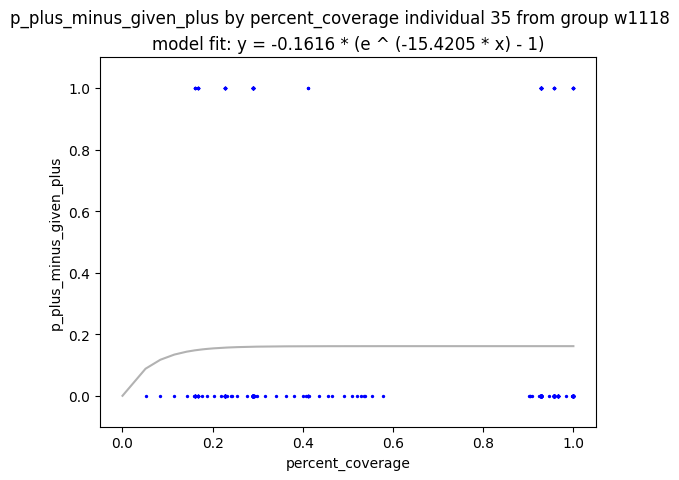 p_plus_minus_given_plus by percent_coverage individual 35 from group w1118
model fit: y = -0.1616 * (e ^ (-15.4205 * x) - 1)
1.0
0.8
0.6
0.4
0.2
0.0
p_plus_minus_given_plus
0.0 0.2 0.4 0.6 0.8 1.0
percent_coverage